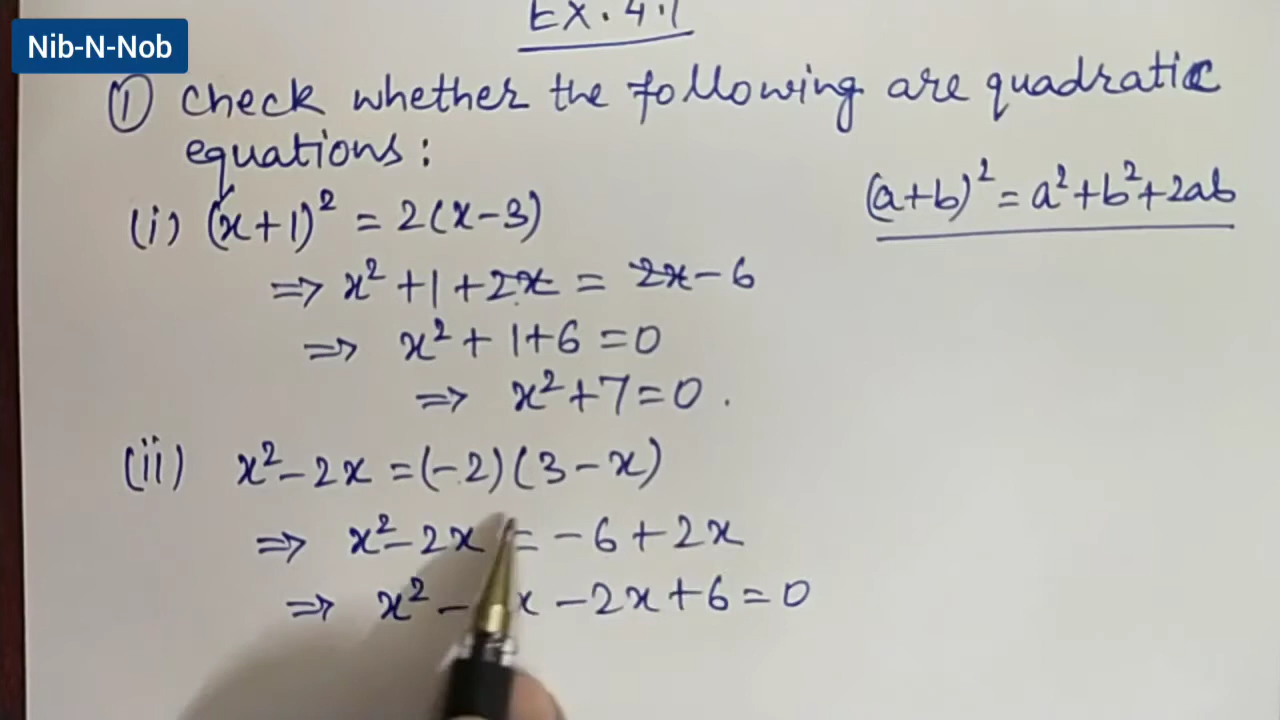 Nib-N-Nob
Ex. 4.1
① Check whether the following are quadratic
equations:
(a+b)² = a²+b²+2ab
(i) (x+1)² = 2(x-3)
⇒ x² +1+2x = 2x-6
⇒ x² + 1+6 =0
⇒ x²+7=0.
(ii) x²-2x =(-2)(3-x)
⇒ x²-2x = -6+2x
⇒ x² - x -2x+6=0